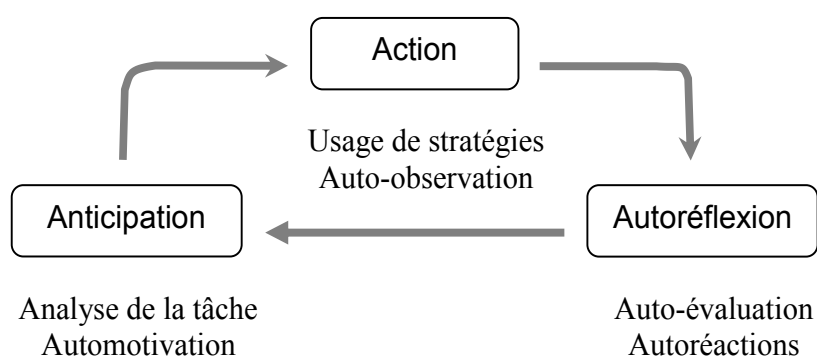 Action
Usage de stratégies
Auto-observation
Anticipation
Autoréflexion
Analyse de la tâche
Automotivation
Auto-évaluation
Autoréactions